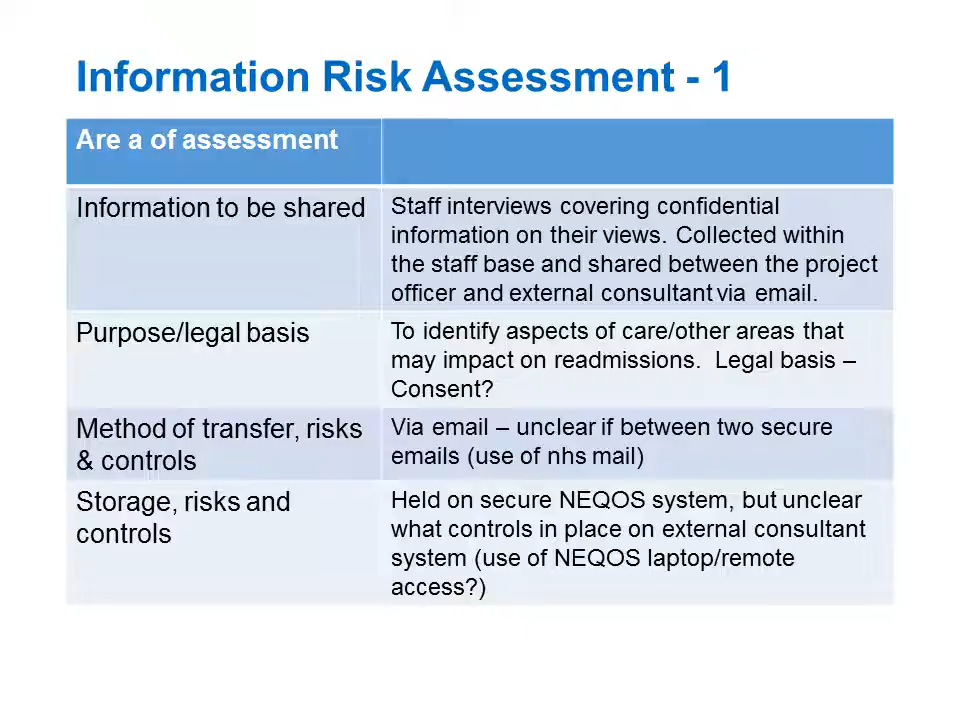 Information Risk Assessment - 1
Are a of assessment
Information to be shared
Staff interviews covering confidential
information on their views. Collected within
the staff base and shared between the project
officer and external consultant via email.
Purpose/legal basis
To identify aspects of care/other areas that
may impact on readmissions. Legal basis –
Consent?
Method of transfer, risks
& controls
Via email – unclear if between two secure
emails (use of nhs mail)
Storage, risks and
controls
Held on secure NEQOS system, but unclear
what controls in place on external consultant
system (use of NEQOS laptop/remote
access?)